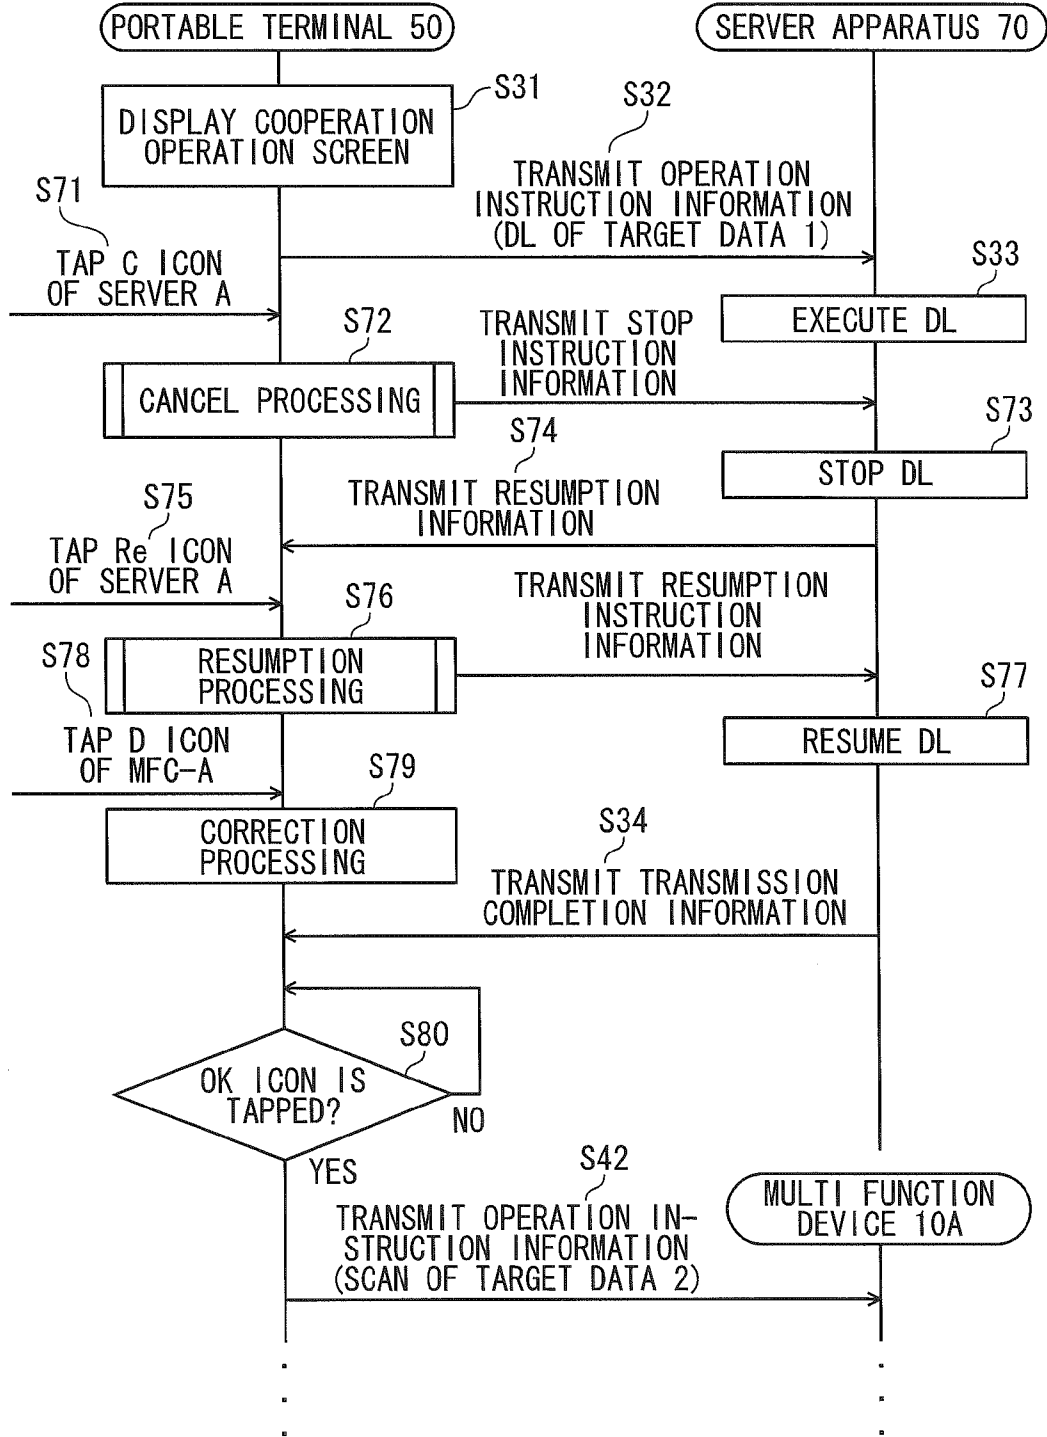 PORTABLE TERMINAL 50
SERVER APPARATUS 70
S31
DISPLAY COOPERATION
OPERATION SCREEN
S32
TRANSMIT OPERATION
INSTRUCTION INFORMATION
(DL OF TARGET DATA 1)
S71
TAP C ICON
OF SERVER A
S33
EXECUTE DL
S72
CANCEL PROCESSING
TRANSMIT STOP
INSTRUCTION
INFORMATION
S73
STOP DL
S74
TRANSMIT RESUMPTION
INFORMATION
S75
TAP Re ICON
OF SERVER A
S76
RESUMPTION
PROCESSING
TRANSMIT RESUMPTION
INSTRUCTION
INFORMATION
S77
RESUME DL
S78
TAP D ICON
OF MFC-A
S79
CORRECTION
PROCESSING
S34
TRANSMIT TRANSMISSION
COMPLETION INFORMATION
S80
OK ICON IS
TAPPED?
NO
YES
S42
TRANSMIT OPERATION IN-
STRUCTION INFORMATION
(SCAN OF TARGET DATA 2)
MULTI FUNCTION
DEVICE 10A